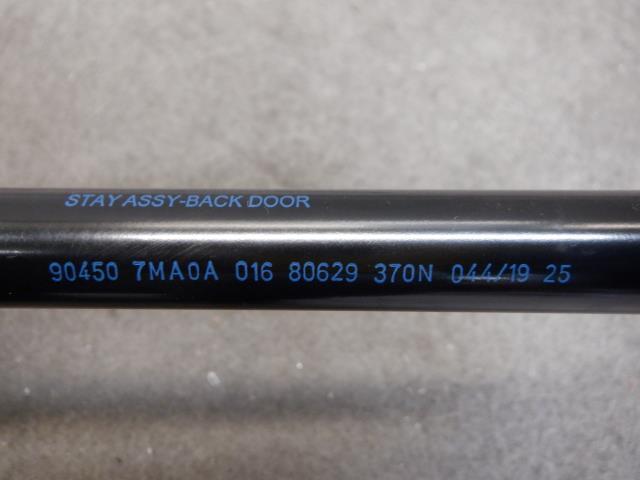 STAY ASSY-BACK DOOR
90450 7MA0A 016 80629 370N 044/19 25